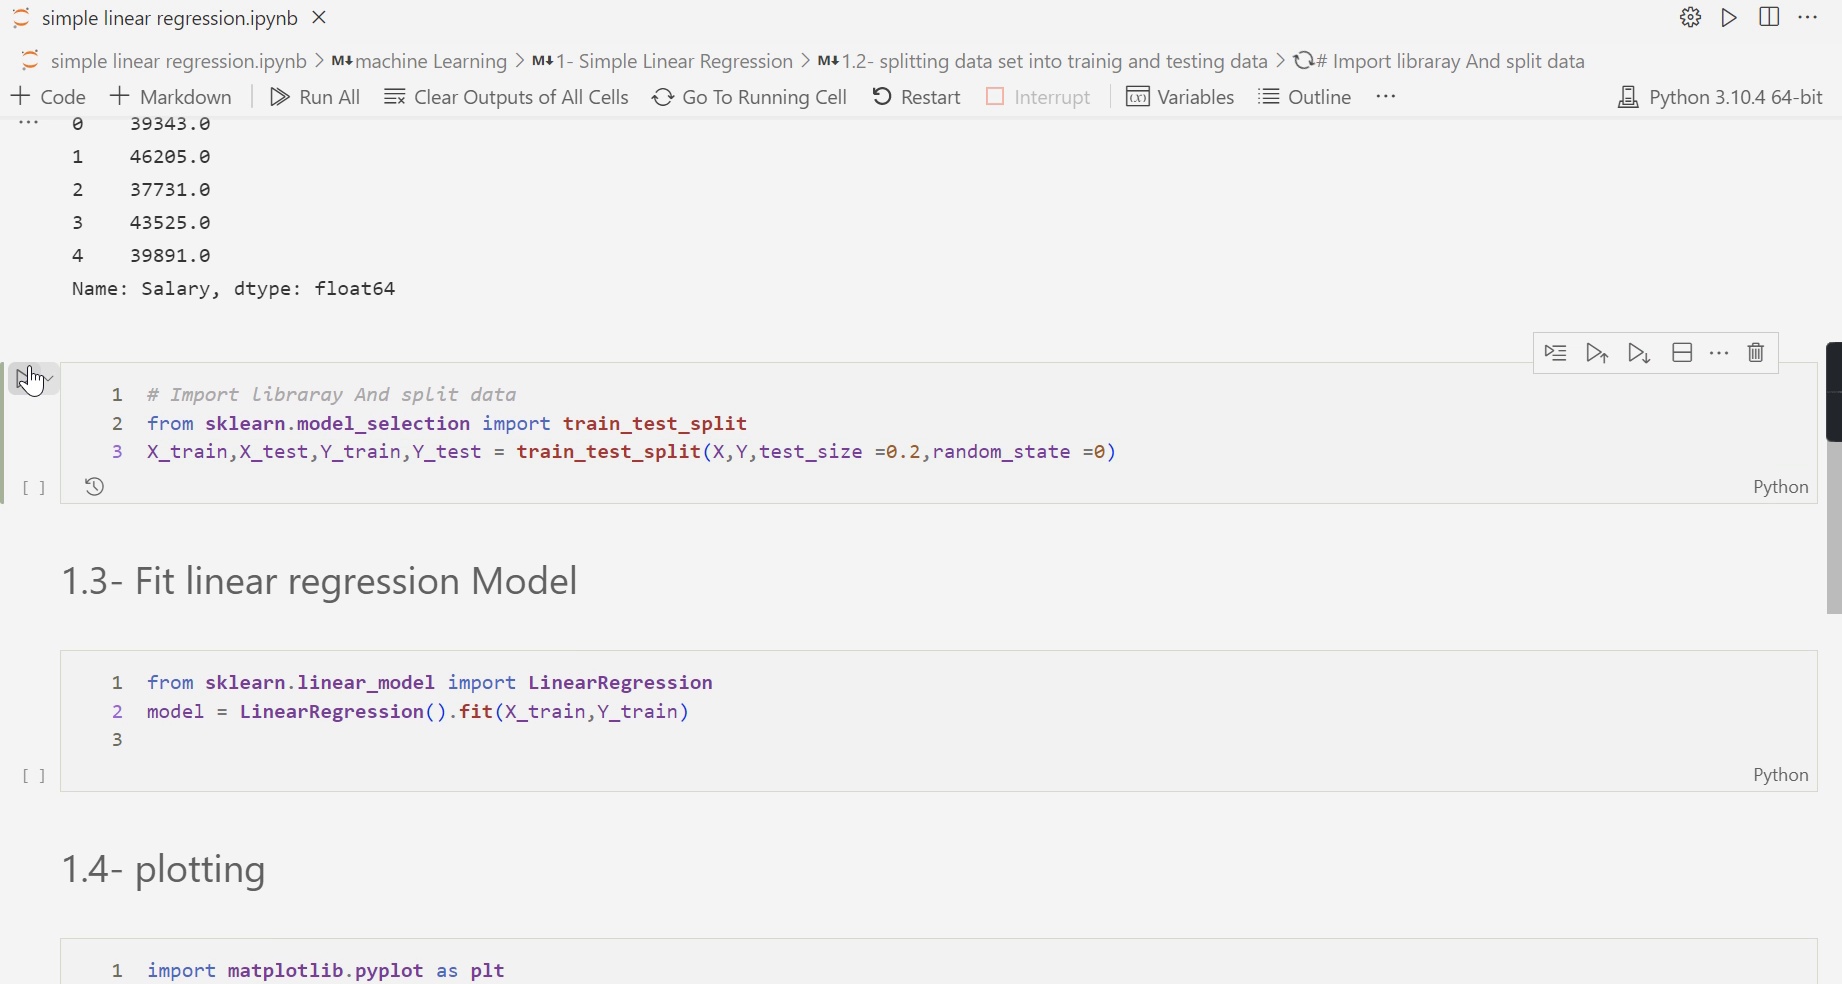 simple linear regression.ipynb
simple linear regression.ipynb > M↓machine Learning > M↓1- Simple Linear Regression > M↓1.2- splitting data set into trainig and testing data > # Import libraray And split data
+ Code + Markdown | Run All Clear Outputs of All Cells Go To Running Cell Restart Interrupt | Variables Outline ... Python 3.10.4 64-bit
... 0 39343.0
1 46205.0
2 37731.0
3 43525.0
4 39891.0
Name: Salary, dtype: float64
1 # Import libraray And split data
2 from sklearn.model_selection import train_test_split
3 X_train,X_test,Y_train,Y_test = train_test_split(X,Y,test_size =0.2,random_state =0)
[ ] Python
1.3- Fit linear regression Model
1 from sklearn.linear_model import LinearRegression
2 model = LinearRegression().fit(X_train,Y_train)
3
[ ] Python
1.4- plotting
1 import matplotlib.pyplot as plt